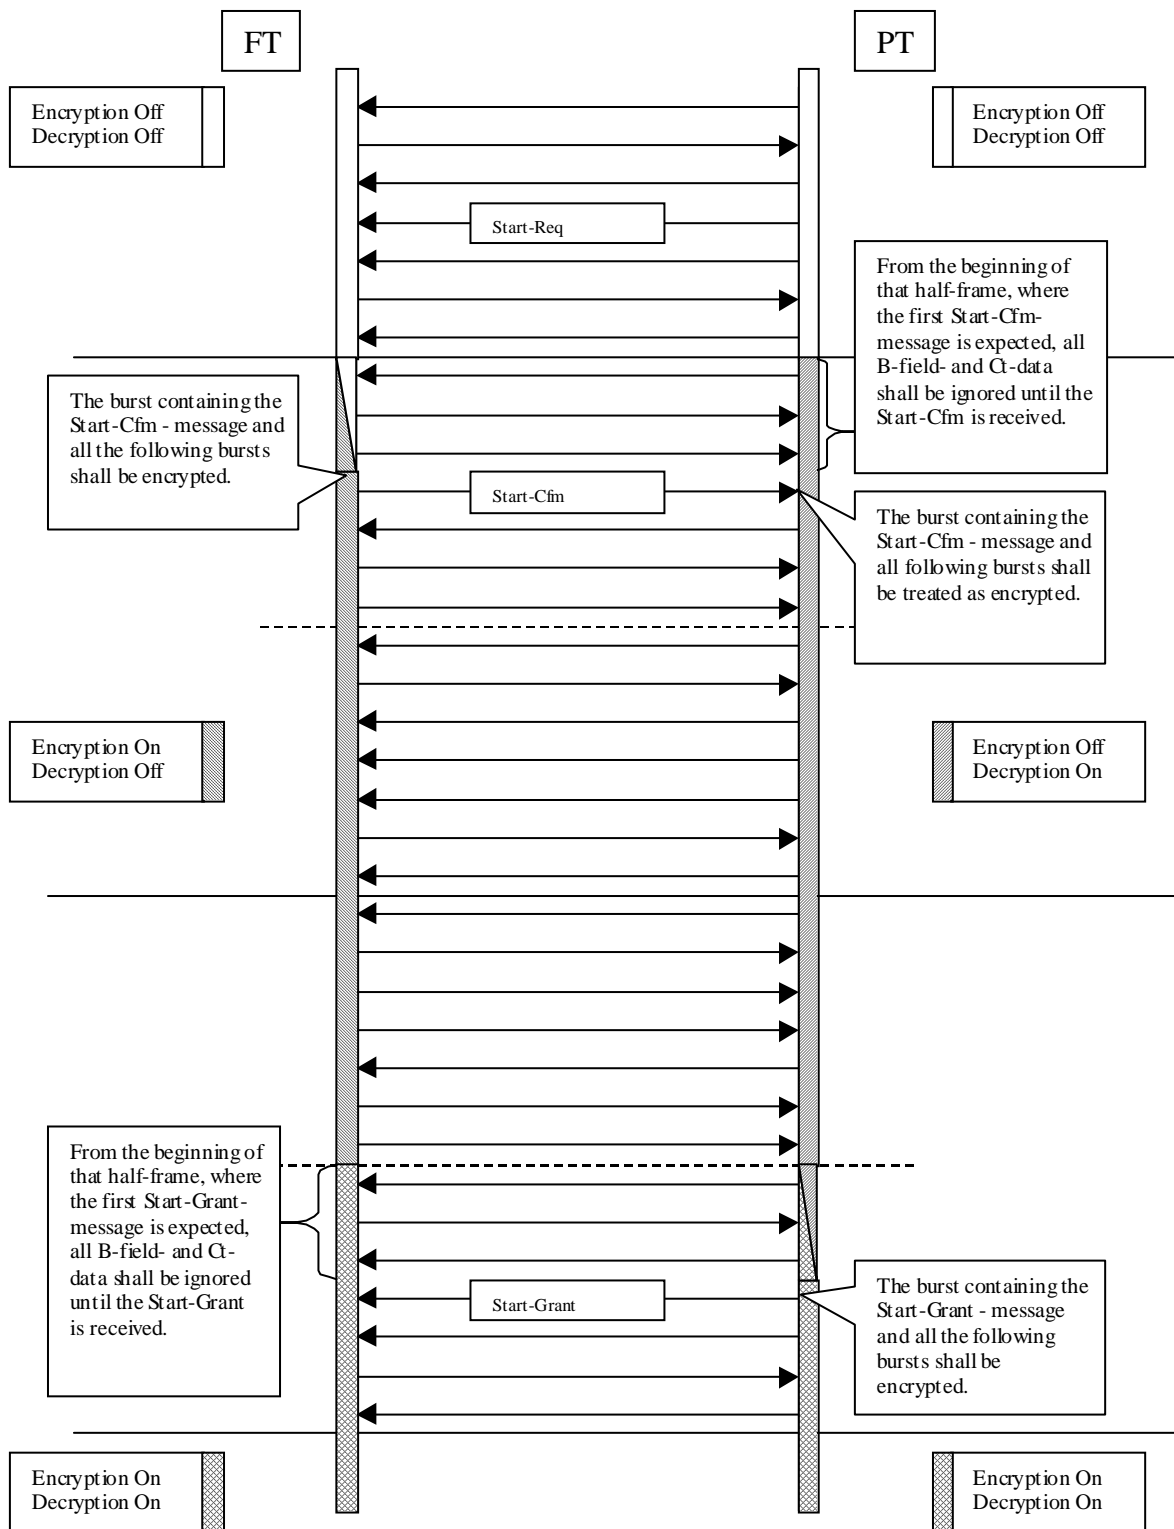 FT
PT
Encryption Off
Decryption Off
Encryption Off
Decryption Off
Start-Req
From the beginning of
that half-frame, where
the first Start-Cfm-
message is expected, all
B-field- and Ct-data
shall be ignored until the
Start-Cfm is received.
The burst containing the
Start-Cfm - message and
all the following bursts
shall be encrypted.
Start-Cfm
The burst containing the
Start-Cfm - message and
all following bursts shall
be treated as encrypted.
Encryption On
Decryption Off
Encryption Off
Decryption On
From the beginning of
that half-frame, where
the first Start-Grant-
message is expected,
all B-field- and Ct-
data shall be ignored
until the Start-Grant
is received.
Start-Grant
The burst containing the
Start-Grant - message
and all the following
bursts shall be
encrypted.
Encryption On
Decryption On
Encryption On
Decryption On